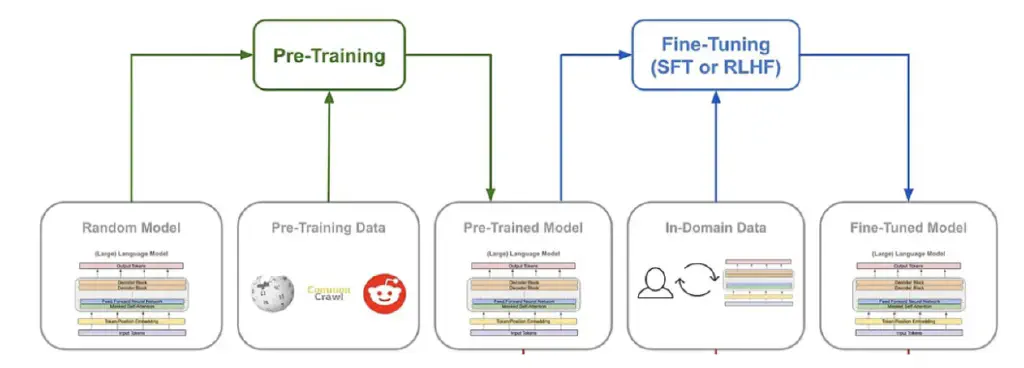 Pre-Training
Fine-Tuning
(SFT or RLHF)
Random Model
(Large) Language Model
Output Tokens
Decoder Block
Decoder Block
Feed Forward Neural Network
Masked Self-Attention
Token/Position Embedding
Input Tokens
Pre-Training Data
Common
Crawl
Pre-Trained Model
(Large) Language Model
Output Tokens
Decoder Block
Decoder Block
Feed Forward Neural Network
Masked Self-Attention
Token/Position Embedding
Input Tokens
In-Domain Data
Fine-Tuned Model
(Large) Language Model
Output Tokens
Decoder Block
Decoder Block
Feed Forward Neural Network
Masked Self-Attention
Token/Position Embedding
Input Tokens